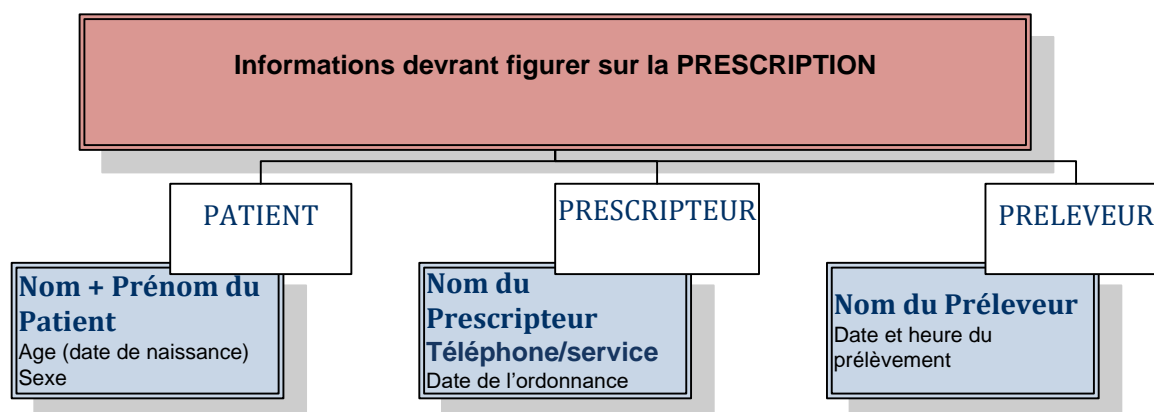 Informations devrant figurer sur la PRESCRIPTION
PATIENT
PRESCRIPTEUR
PRELEVEUR
Nom + Prénom du
Patient
Age (date de naissance)
Sexe
Nom du
Prescripteur
Téléphone/service
Date de l’ordonnance
Nom du Préleveur
Date et heure du
prélèvement